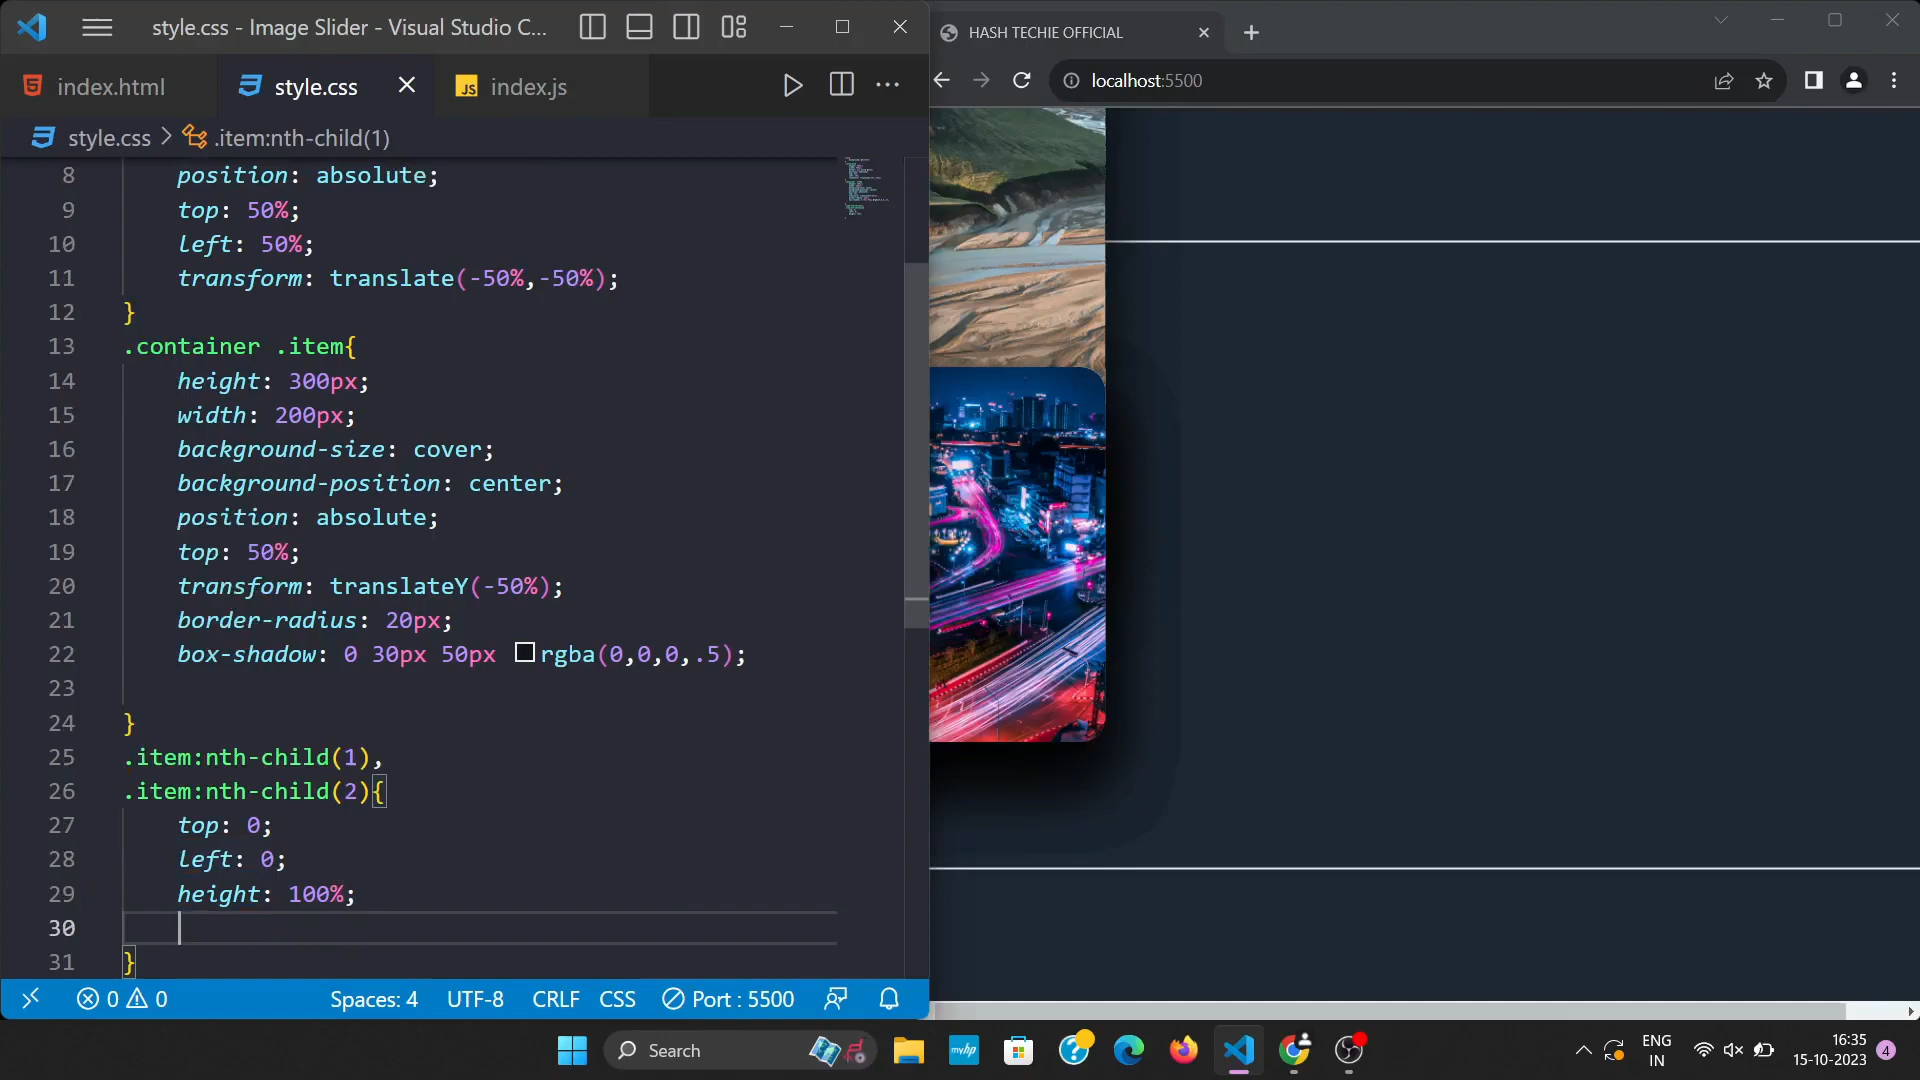 style.css - Image Slider - Visual Studio C...
index.html
style.css
JS index.js
style.css > .item:nth-child(1)
8 position: absolute;
9 top: 50%;
10 left: 50%;
11 transform: translate(-50%,-50%);
12 }
13 .container .item{
14 height: 300px;
15 width: 200px;
16 background-size: cover;
17 background-position: center;
18 position: absolute;
19 top: 50%;
20 transform: translateY(-50%);
21 border-radius: 20px;
22 box-shadow: 0 30px 50px rgba(0,0,0,.5);
23
24 }
25 .item:nth-child(1),
26 .item:nth-child(2){
27 top: 0;
28 left: 0;
29 height: 100%;
30
31 }
0 0
Spaces: 4
UTF-8
CRLF
CSS
Port : 5500
HASH TECHIE OFFICIAL
localhost:5500
Search
myhp
ENG
IN
16:35
15-10-2023
4